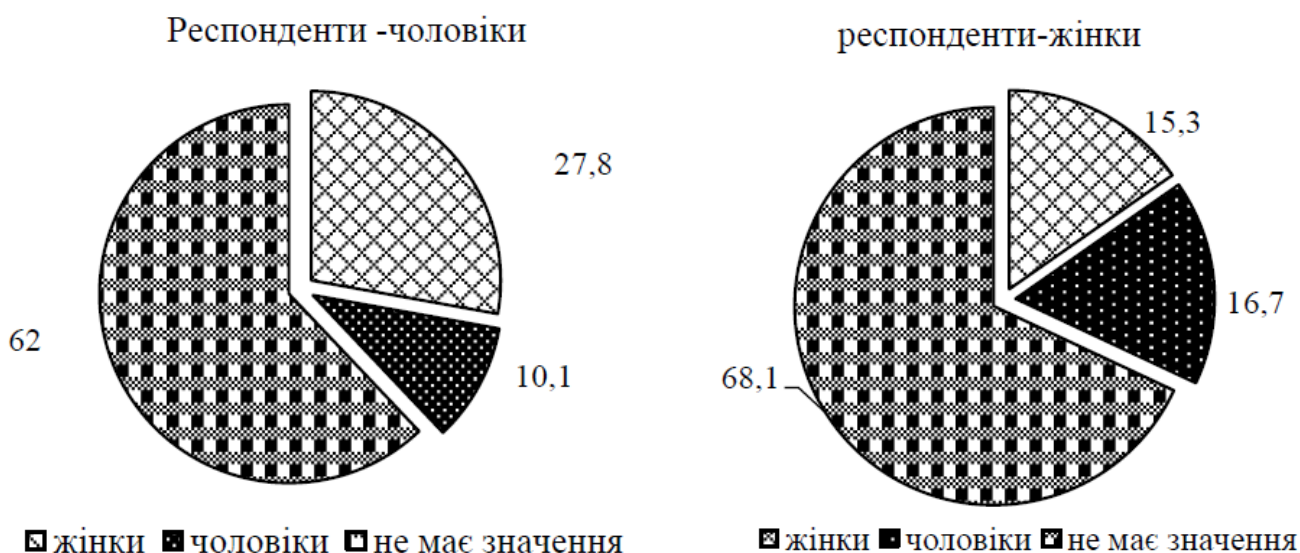 Респонденти -чоловіки
27,8
62
10,1
жінки чоловіки не має значення
респонденти-жінки
15,3
16,7
68,1
жінки чоловіки не має значення